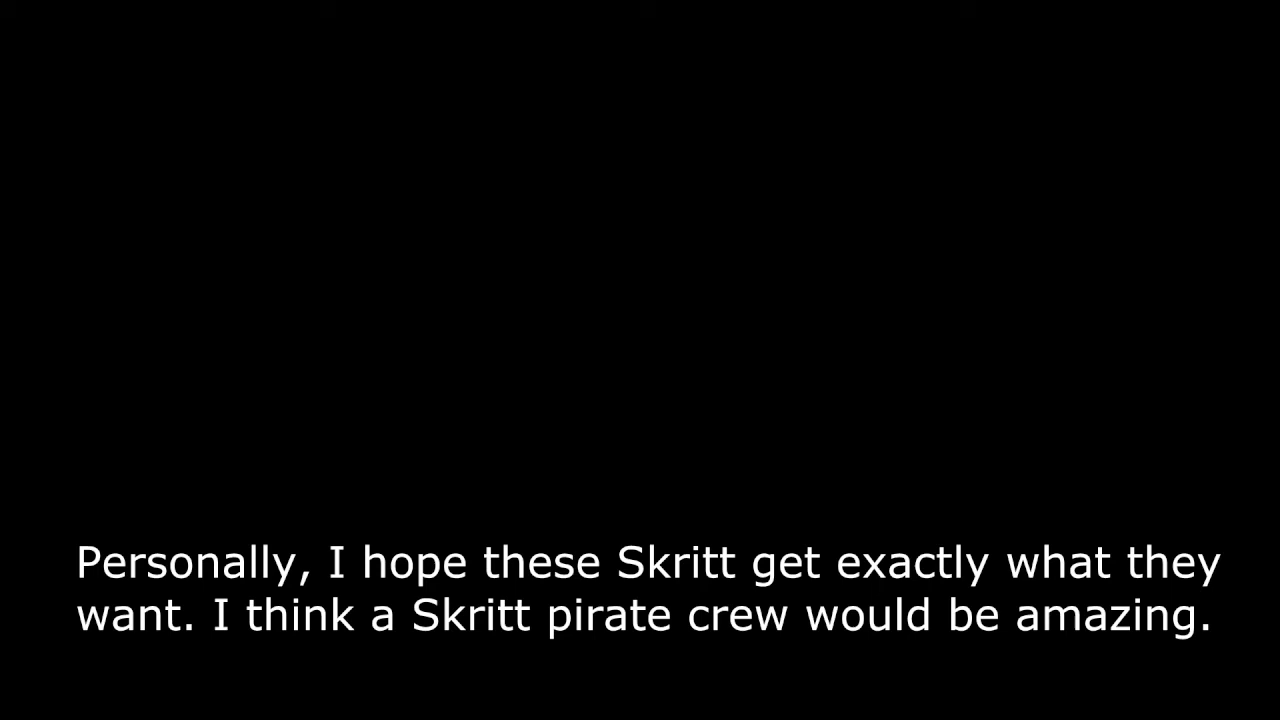 Personally, I hope these Skritt get exactly what they
want. I think a Skritt pirate crew would be amazing.